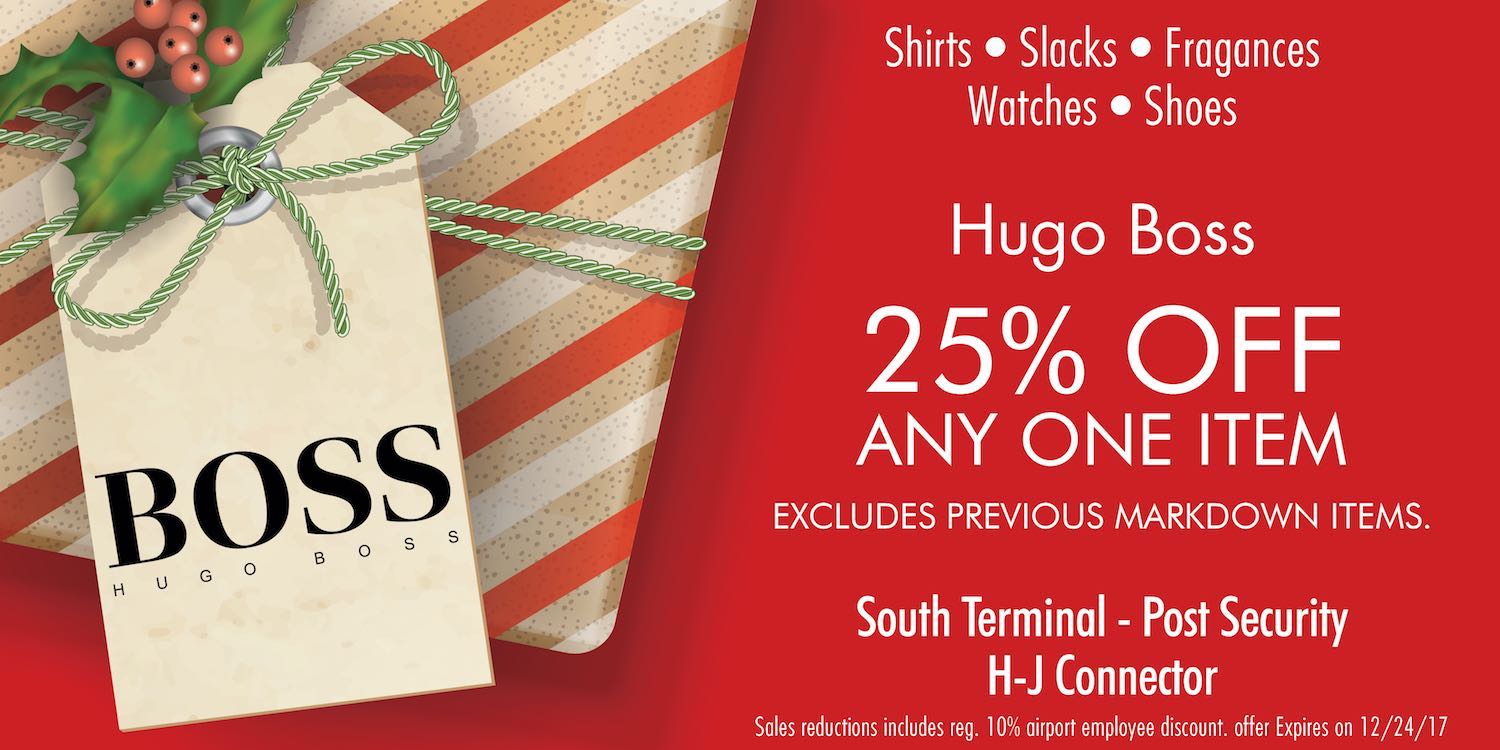 BOSS
HUGO BOSS
Shirts • Slacks • Fragances
Watches • Shoes
Hugo Boss
25% OFF
ANY ONE ITEM
EXCLUDES PREVIOUS MARKDOWN ITEMS.
South Terminal - Post Security
H-J Connector
Sales reductions includes reg. 10% airport employee discount. offer Expires on 12/24/17